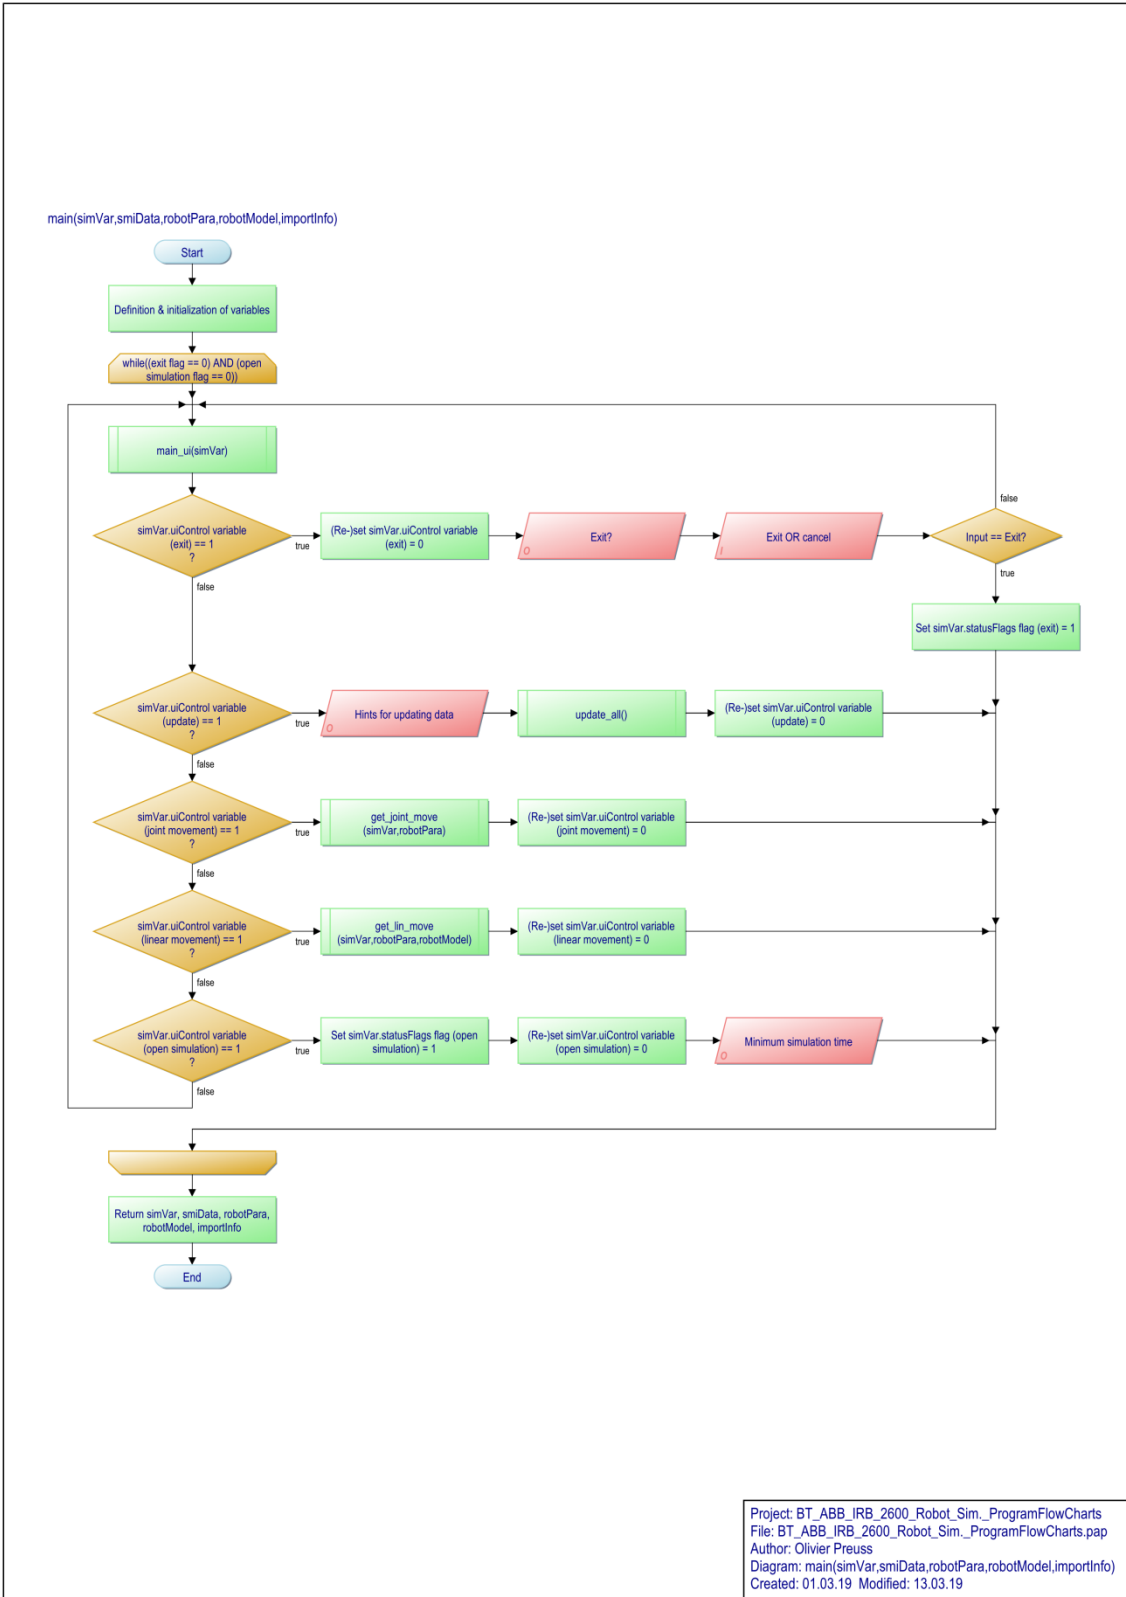 main(simVar,smiData,robotPara,robotModel,importInfo)
Start
Definition & initialization of variables
while((exit flag == 0) AND (open
simulation flag == 0))
main_ui(simVar)
false
simVar.uiControl variable
(exit) == 1
?
true
(Re-)set simVar.uiControl variable
(exit) = 0
Exit?
O
Exit OR cancel
I
Input == Exit?
true
false
Set simVar.statusFlags flag (exit) = 1
simVar.uiControl variable
(update) == 1
?
true
Hints for updating data
O
update_all()
(Re-)set simVar.uiControl variable
(update) = 0
false
simVar.uiControl variable
(joint movement) == 1
?
true
get_joint_move
(simVar,robotPara)
(Re-)set simVar.uiControl variable
(joint movement) = 0
false
simVar.uiControl variable
(linear movement) == 1
?
true
get_lin_move
(simVar,robotPara,robotModel)
(Re-)set simVar.uiControl variable
(linear movement) = 0
false
simVar.uiControl variable
(open simulation) == 1
?
true
Set simVar.statusFlags flag (open
simulation) = 1
(Re-)set simVar.uiControl variable
(open simulation) = 0
Minimum simulation time
O
false
Return simVar, smiData, robotPara,
robotModel, importInfo
End
Project: BT_ABB_IRB_2600_Robot_Sim._ProgramFlowCharts
File: BT_ABB_IRB_2600_Robot_Sim._ProgramFlowCharts.pap
Author: Olivier Preuss
Diagram: main(simVar,smiData,robotPara,robotModel,importInfo)
Created: 01.03.19 Modified: 13.03.19